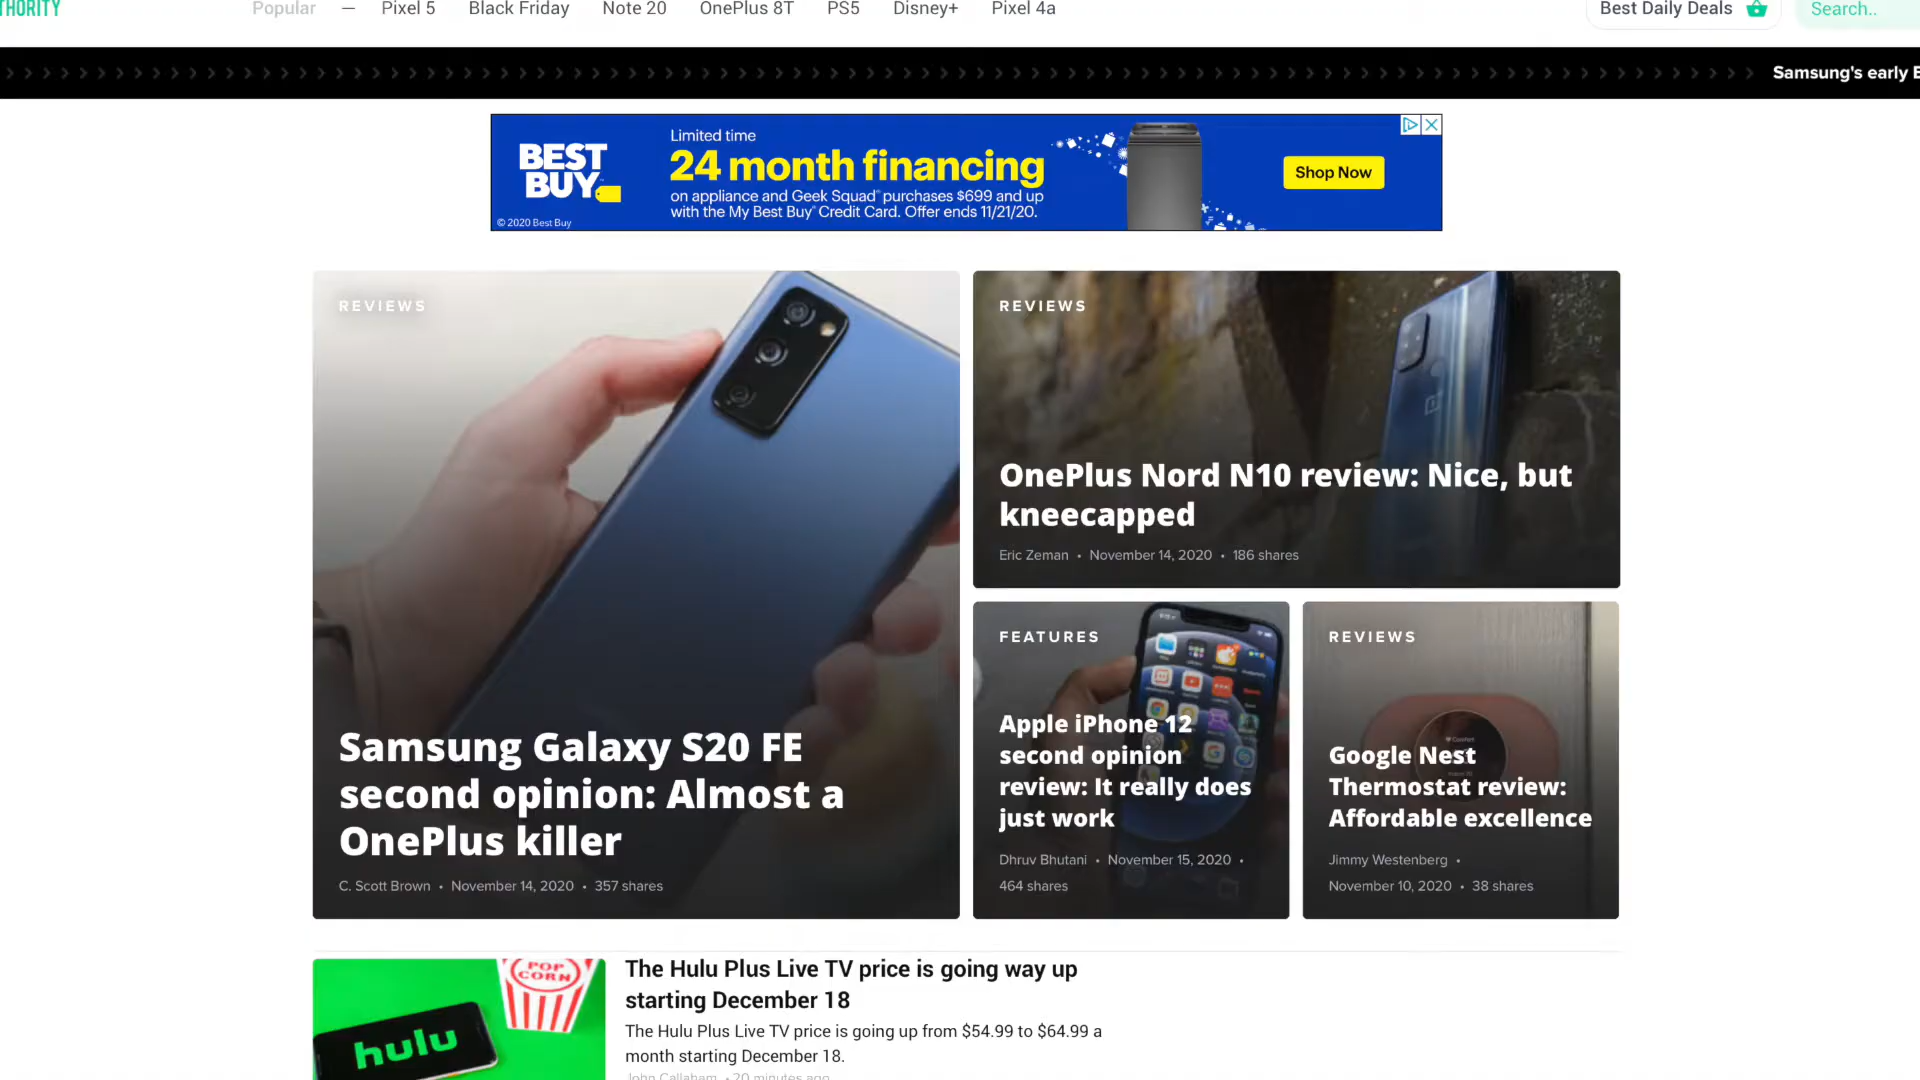 THORITY
Popular — Pixel 5 Black Friday Note 20 OnePlus 8T PS5 Disney+ Pixel 4a
Best Daily Deals
Search..
Samsung's early
BEST
BUY
© 2020 Best Buy
Limited time
24 month financing
on appliance and Geek Squad® purchases $699 and up
with the My Best Buy® Credit Card. Offer ends 11/21/20.
Shop Now
REVIEWS
Samsung Galaxy S20 FE
second opinion: Almost a
OnePlus killer
C. Scott Brown • November 14, 2020 • 357 shares
REVIEWS
OnePlus Nord N10 review: Nice, but
kneecapped
Eric Zeman • November 14, 2020 • 186 shares
FEATURES
Apple iPhone 12
second opinion
review: It really does
just work
Dhruv Bhutani • November 15, 2020 •
464 shares
REVIEWS
Google Nest
Thermostat review:
Affordable excellence
Jimmy Westenberg •
November 10, 2020 • 38 shares
POP
CORN
hulu
The Hulu Plus Live TV price is going way up
starting December 18
The Hulu Plus Live TV price is going up from $54.99 to $64.99 a
month starting December 18.
John Callaham • 20 minutes ago